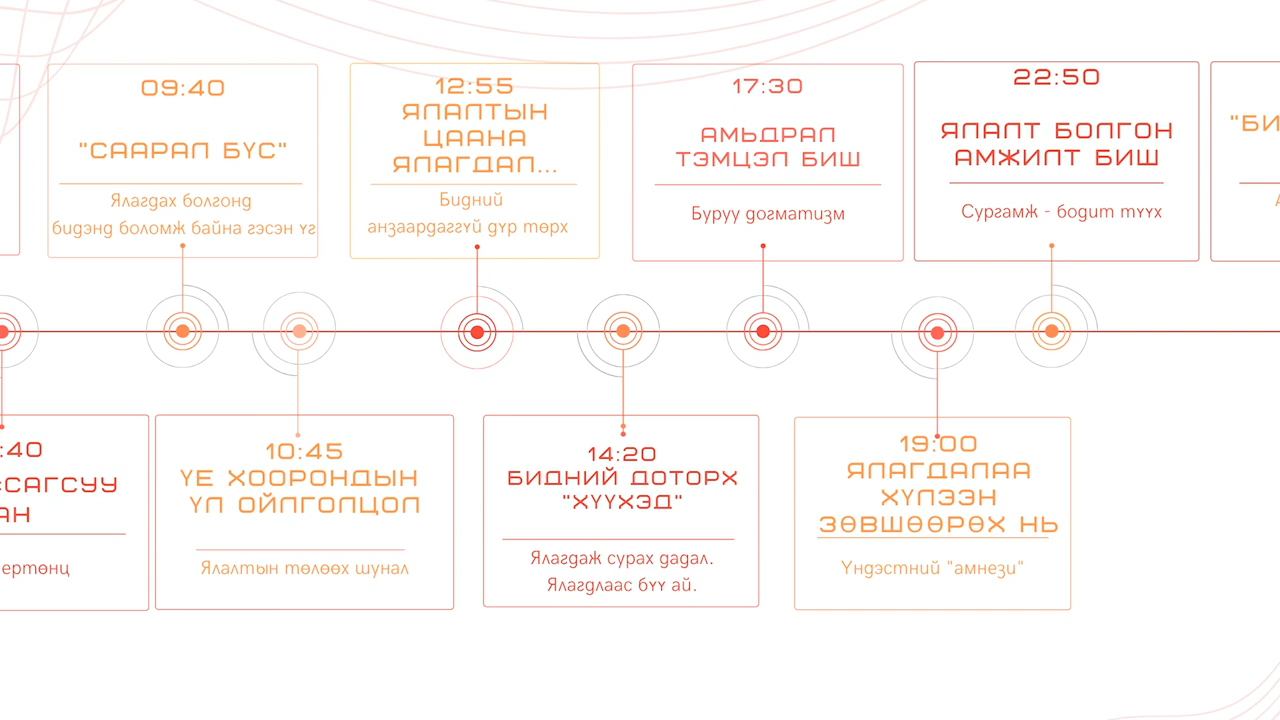 09:40
"СААРАЛ БҮС"
Ялагдах болгонд
бидэнд боломж байна гэсэн үг
12:55
ЯЛАЛТЫН
ЦААНА
ЯЛАГДАЛ...
Бидний
анзаардаггүй дүр төрх
17:30
АМЬДРАЛ
ТЭМЦЭЛ БИШ
Буруу догматизм
22:50
ЯЛАЛТ БОЛГОН
АМЖИЛТ БИШ
Сургамж - бодит түүх
:40
10:45
ҮЕ ХООРОНДЫН
ҮЛ ОЙЛГОЛЦОЛ
Ялалтын төлөөх шунал
14:20
БИДНИЙ ДОТОРХ
"ХҮҮХЭД"
Ялагдаж сурах дадал.
Ялагдлаас бүү ай.
19:00
ЯЛАГДАЛАА
ХҮЛЭЭН
ЗӨВШӨӨРӨХ НЬ
Үндэстний "амнези"